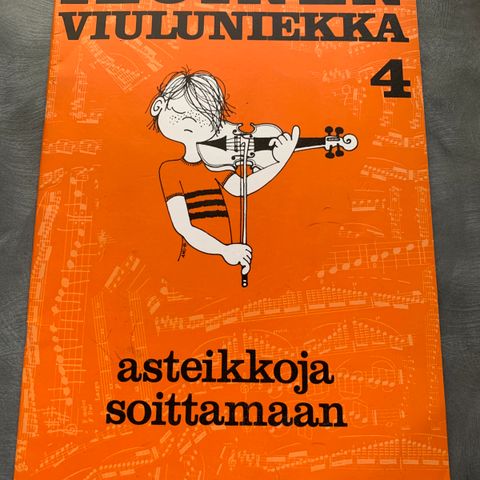 VIULUNIEKKA
4
asteikkoja
soittamaan